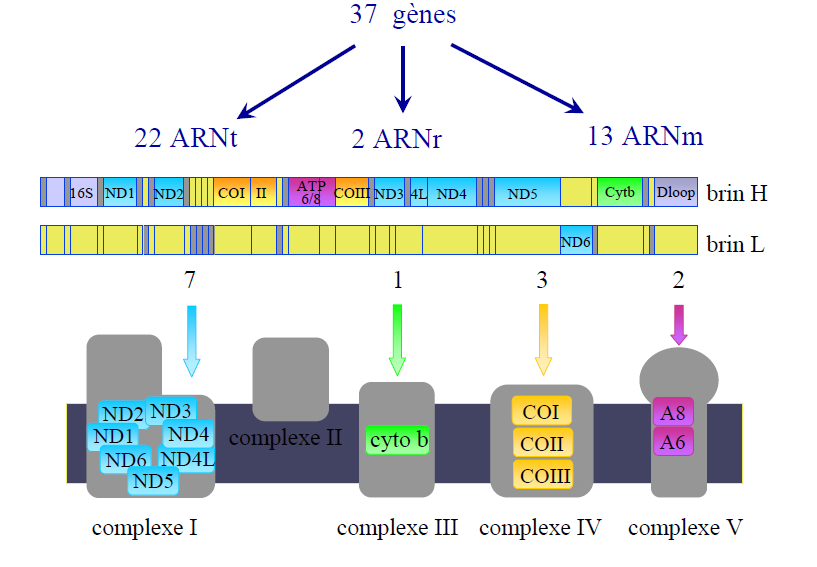 37 gènes
22 ARNt
2 ARNr
13 ARNm
16S ND1 ND2 COI II ATP 6/8 COIII ND3 4L ND4 ND5 Cytb Dloop brin H
ND6 brin L
7 1 3 2
ND2 ND3
ND1 ND4
ND6 ND4L
ND5
complexe II
cyto b
COI
COII
COIII
A8
A6
complexe I complexe III complexe IV complexe V